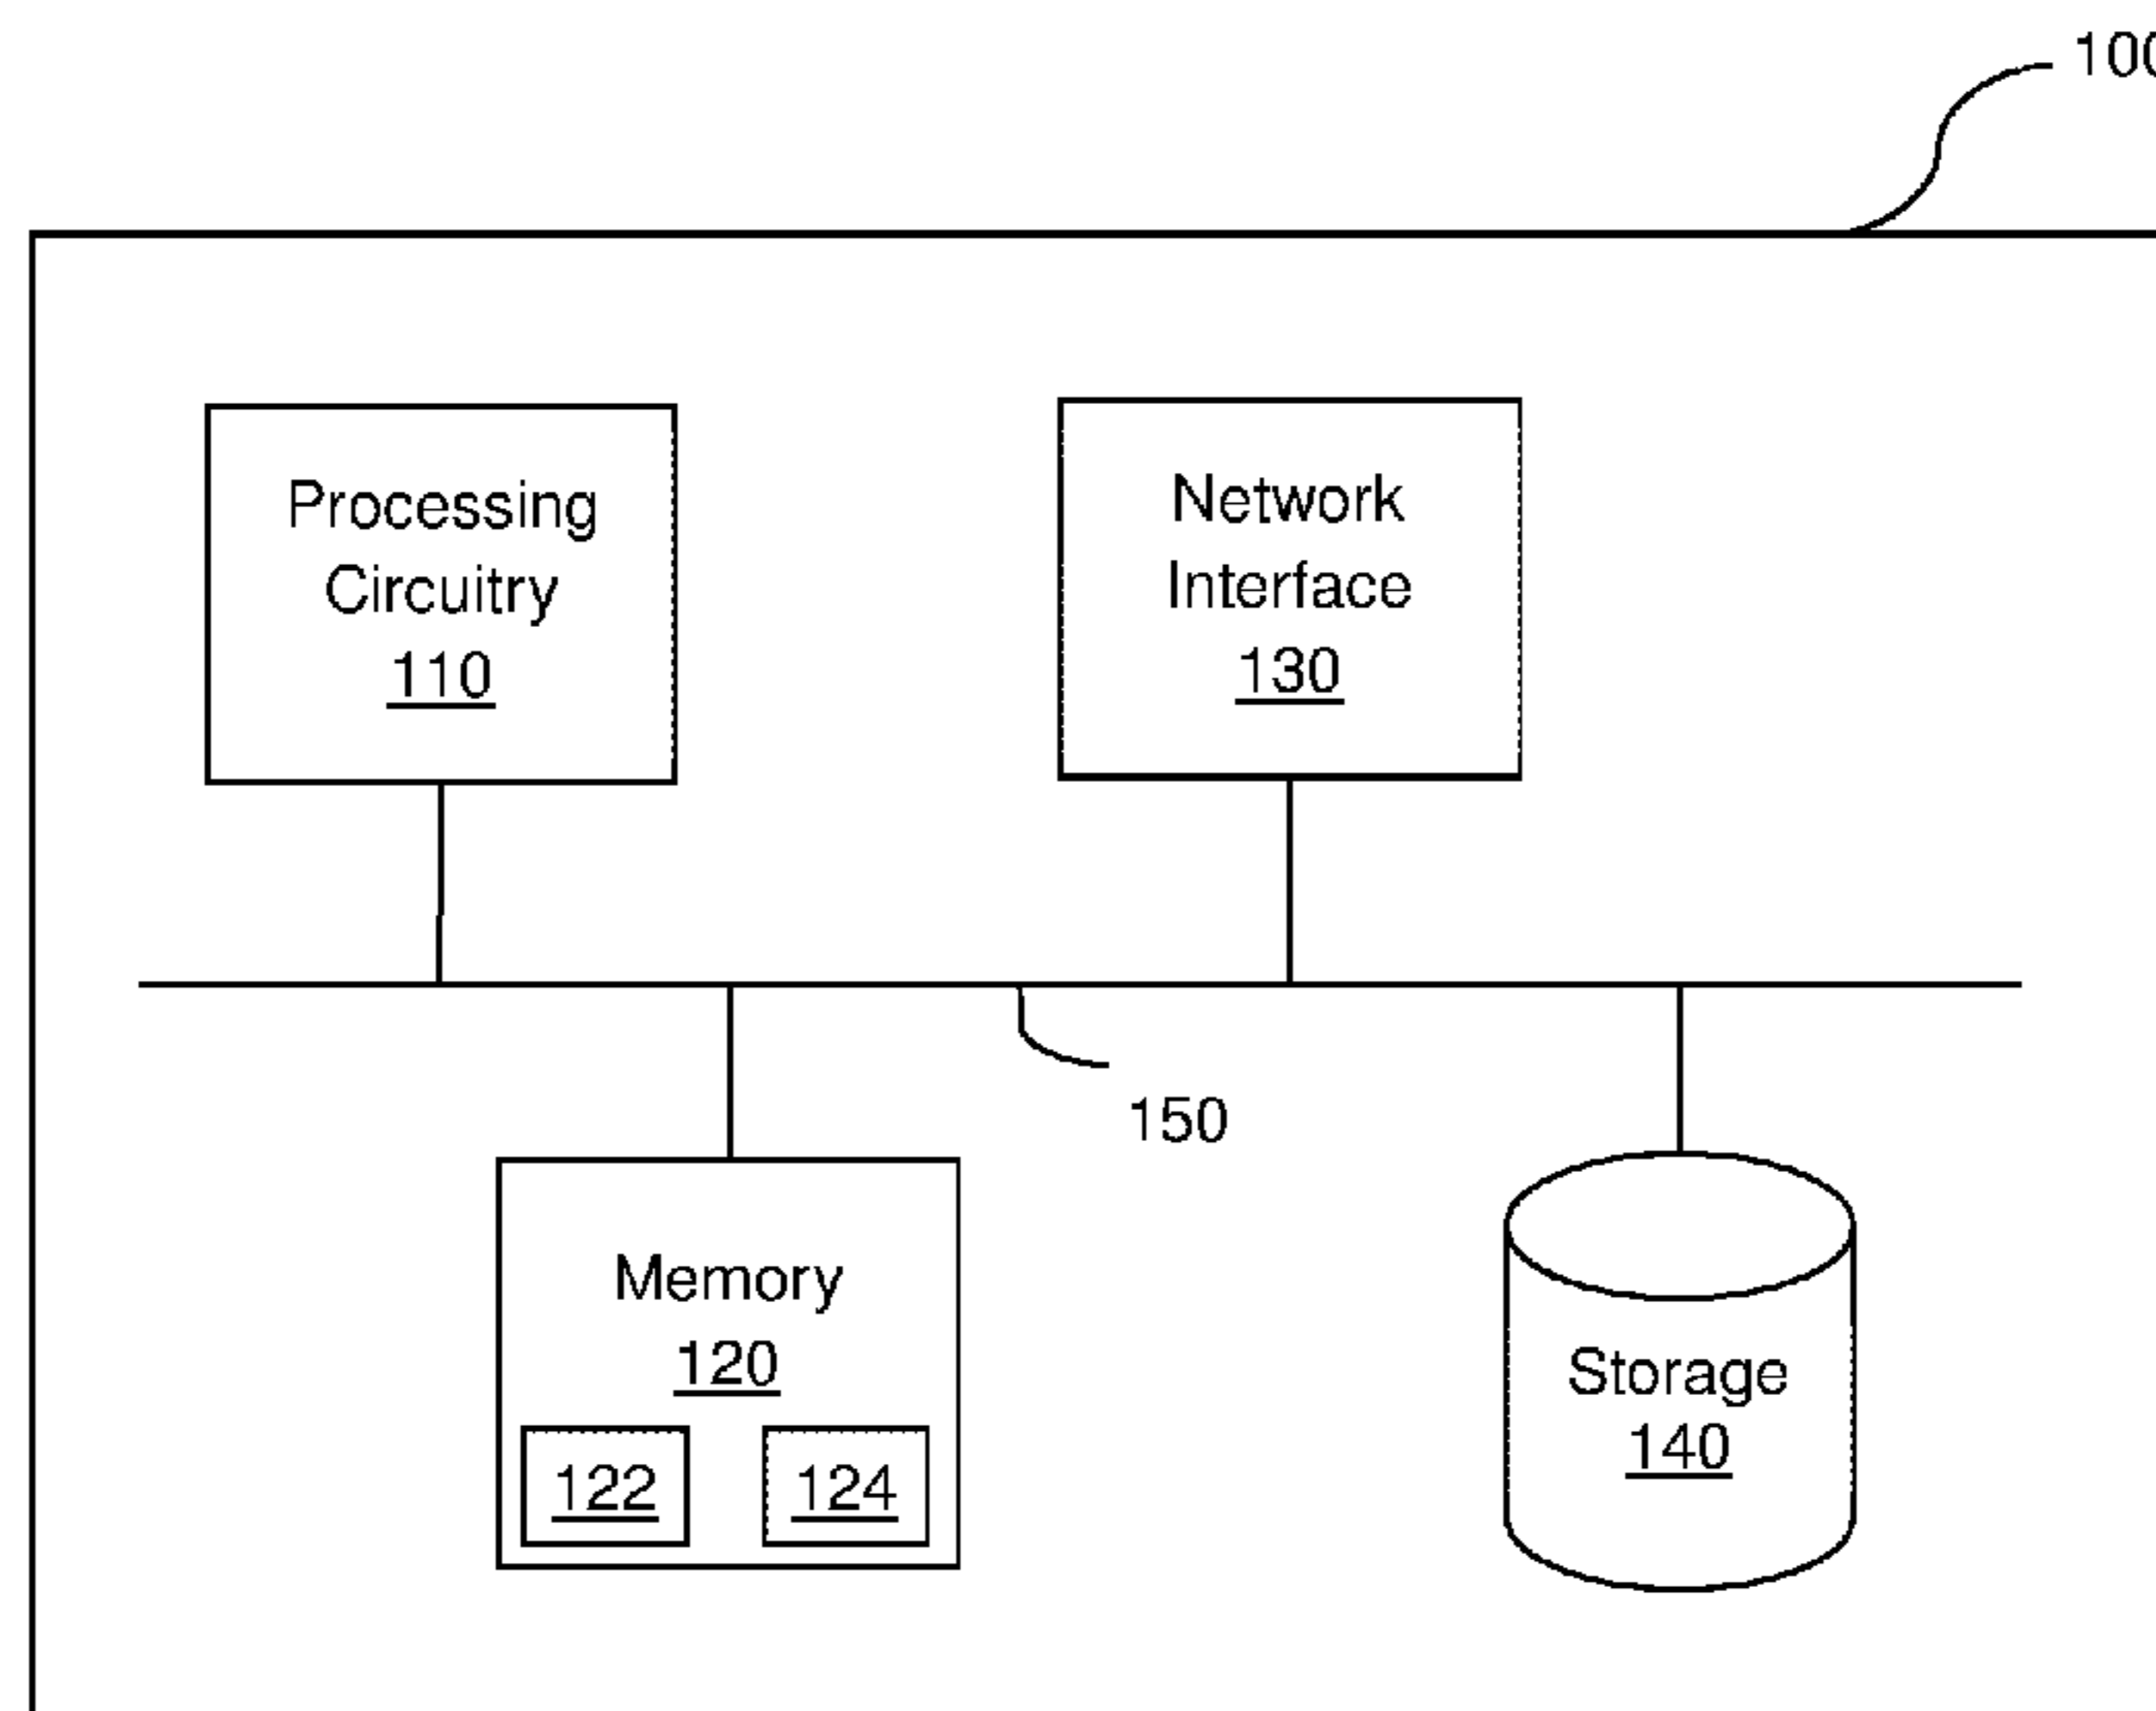 100
Processing
Circuitry
110
Network
Interface
130
150
Memory
120
122
124
Storage
140